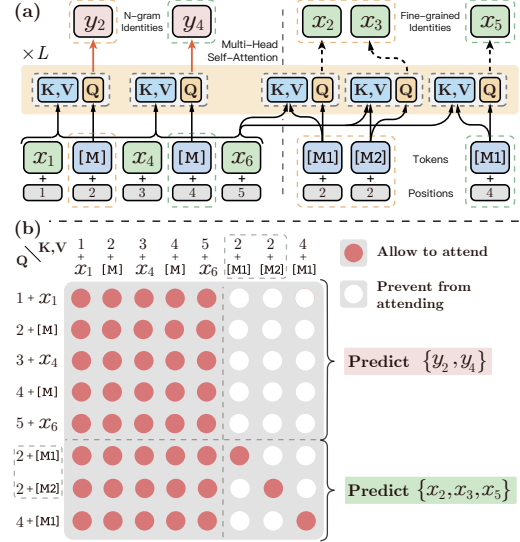 (a)
y2 N-gram Identities y4 x2 x3 Fine-grained Identities x5
×L Multi-Head Self-Attention
K,V Q K,V Q K,V Q K,V Q K,V Q
x1 [M] x4 [M] x6 [M1] [M2] Tokens [M1]
+ + + + + + + +
1 2 3 4 5 2 2 Positions 4
(b)
Q K,V 1 2 3 4 5 2 2 4
+ + + + + + + +
x1 [M] x4 [M] x6 [M1] [M2] [M1]
Allow to attend
Prevent from attending
1 + x1
2 + [M]
3 + x4
4 + [M]
5 + x6
Predict {y2, y4}
2 + [M1]
2 + [M2]
4 + [M1]
Predict {x2, x3, x5}